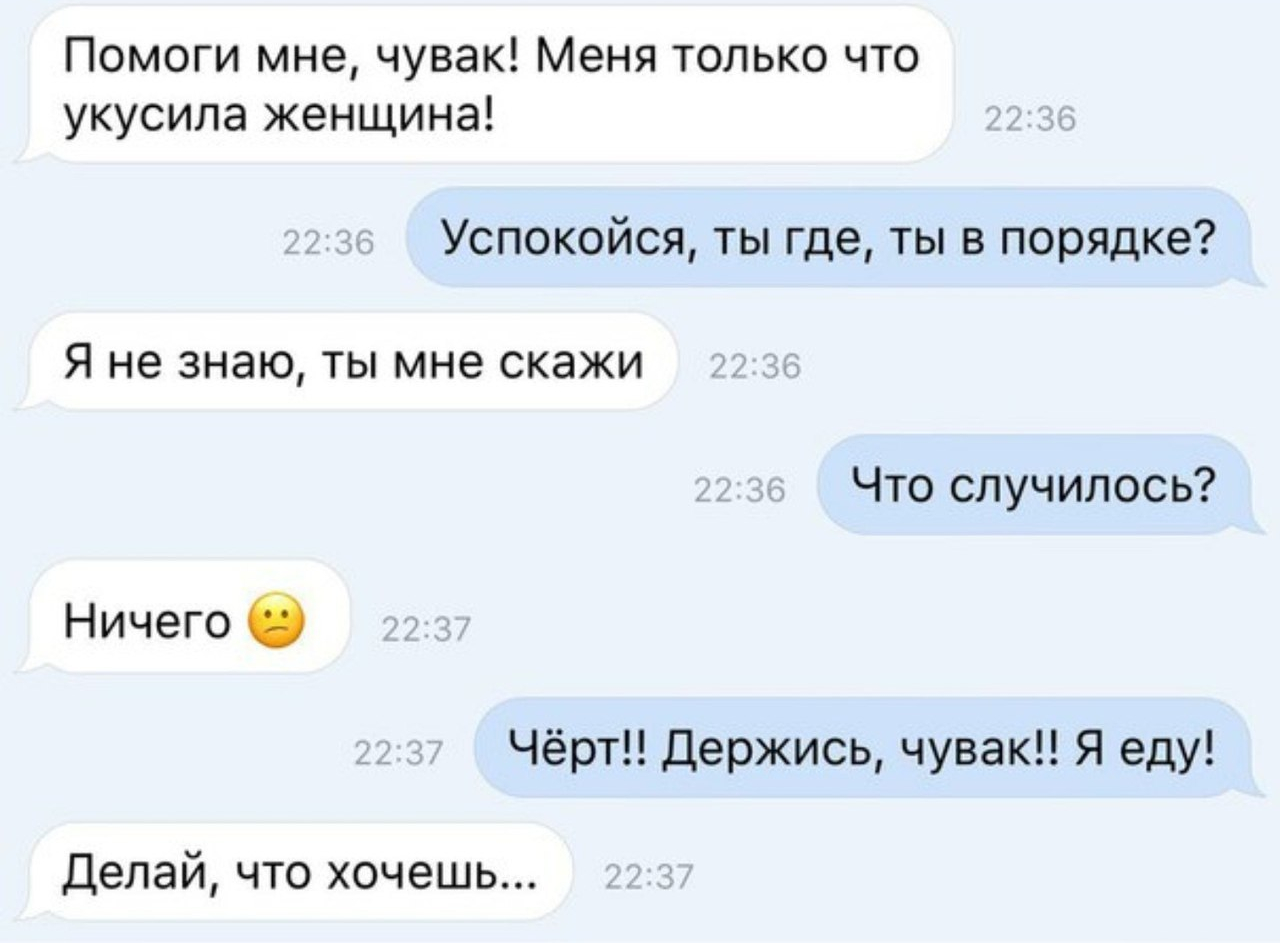 Помоги мне, чувак! Меня только что
укусила женщина!
22:36
22:36
Успокойся, ты где, ты в порядке?
Я не знаю, ты мне скажи
22:36
22:36
Что случилось?
Ничего 😕
22:37
22:37
Чёрт!! Держись, чувак!! Я еду!
Делай, что хочешь...
22:37